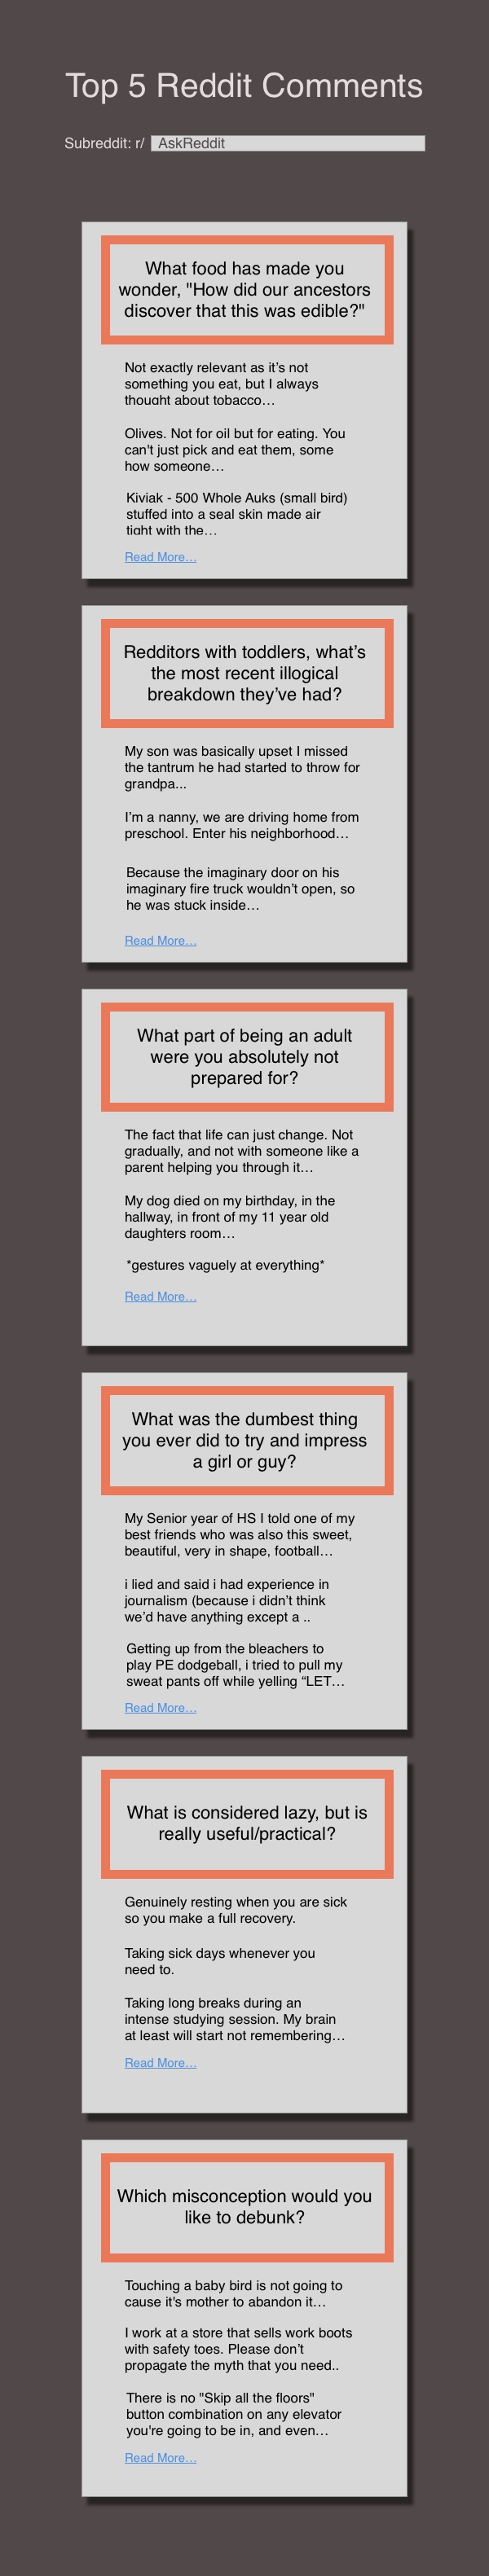 Top 5 Reddit Comments
Subreddit: r/ AskReddit
What food has made you
wonder, "How did our ancestors
discover that this was edible?"
Not exactly relevant as it’s not
something you eat, but I always
thought about tobacco…
Olives. Not for oil but for eating. You
can't just pick and eat them, some
how someone…
Kiviak - 500 Whole Auks (small bird)
stuffed into a seal skin made air
tight with the…
Read More…
Redditors with toddlers, what’s
the most recent illogical
breakdown they’ve had?
My son was basically upset I missed
the tantrum he had started to throw for
grandpa...
I’m a nanny, we are driving home from
preschool. Enter his neighborhood…
Because the imaginary door on his
imaginary fire truck wouldn’t open, so
he was stuck inside…
Read More…
What part of being an adult
were you absolutely not
prepared for?
The fact that life can just change. Not
gradually, and not with someone like a
parent helping you through it…
My dog died on my birthday, in the
hallway, in front of my 11 year old
daughters room…
*gestures vaguely at everything*
Read More…
What was the dumbest thing
you ever did to try and impress
a girl or guy?
My Senior year of HS I told one of my
best friends who was also this sweet,
beautiful, very in shape, football…
i lied and said i had experience in
journalism (because i didn’t think
we’d have anything except a ..
Getting up from the bleachers to
play PE dodgeball, i tried to pull my
sweat pants off while yelling “LET…
Read More…
What is considered lazy, but is
really useful/practical?
Genuinely resting when you are sick
so you make a full recovery.
Taking sick days whenever you
need to.
Taking long breaks during an
intense studying session. My brain
at least will start not remembering…
Read More…
Which misconception would you
like to debunk?
Touching a baby bird is not going to
cause it's mother to abandon it…
I work at a store that sells work boots
with safety toes. Please don’t
propagate the myth that you need..
There is no "Skip all the floors"
button combination on any elevator
you're going to be in, and even…
Read More…